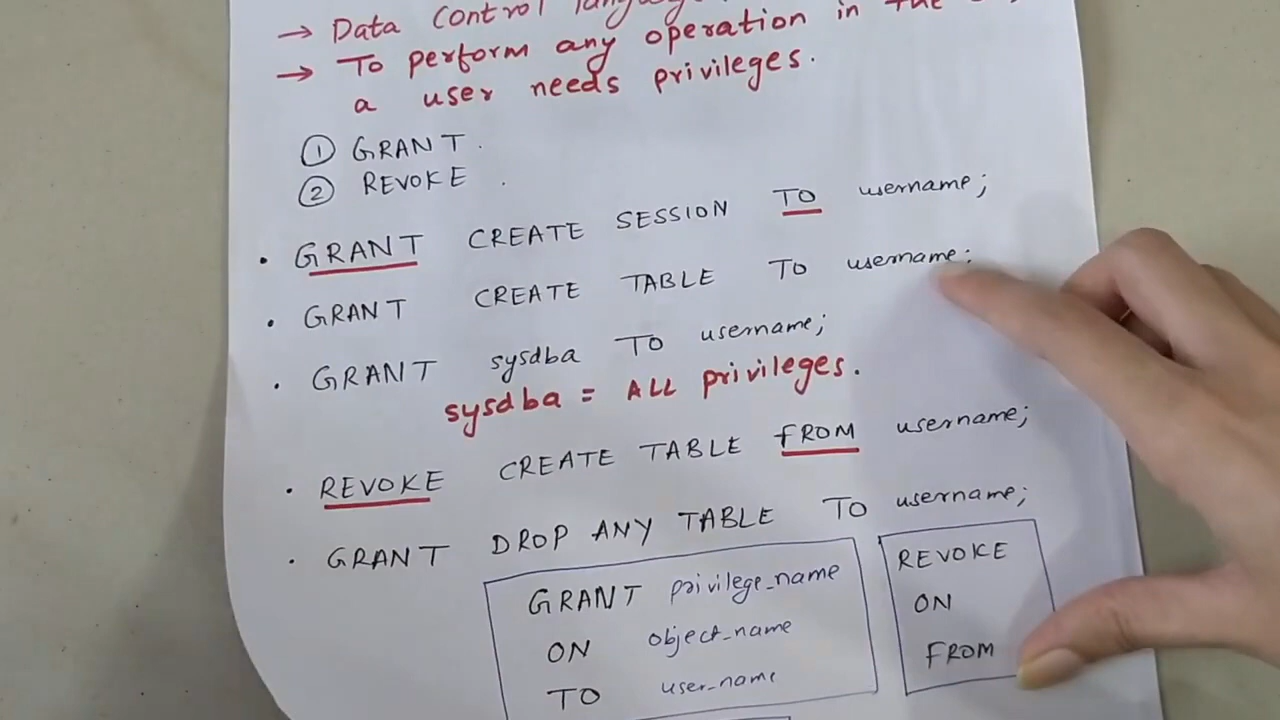 → Data Control language
→ To perform any operation in the
a user needs privileges.
① GRANT.
② REVOKE .
• GRANT CREATE SESSION TO username;
• GRANT CREATE TABLE TO username;
• GRANT sysdba TO username;
sysdba = ALL privileges.
• REVOKE CREATE TABLE FROM username;
• GRANT DROP ANY TABLE TO username;
GRANT privilege_name
ON object_name
TO user_name
REVOKE
ON
FROM